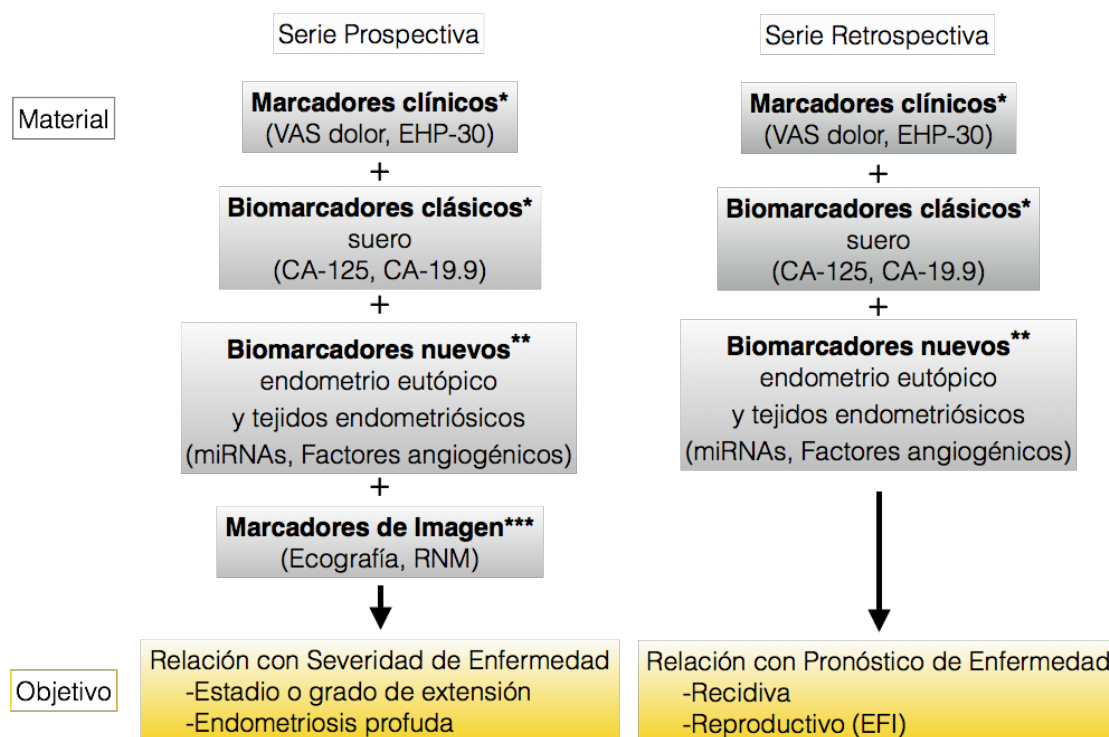 Serie Prospectiva
Serie Retrospectiva
Material
Marcadores clínicos*
(VAS dolor, EHP-30)
+
Biomarcadores clásicos*
suero
(CA-125, CA-19.9)
+
Biomarcadores nuevos**
endometrio eutópico
y tejidos endometriósicos
(miRNAs, Factores angiogénicos)
+
Marcadores de Imagen***
(Ecografía, RNM)
Marcadores clínicos*
(VAS dolor, EHP-30)
+
Biomarcadores clásicos*
suero
(CA-125, CA-19.9)
+
Biomarcadores nuevos**
endometrio eutópico
y tejidos endometriósicos
(miRNAs, Factores angiogénicos)
Objetivo
Relación con Severidad de Enfermedad
-Estadio o grado de extensión
-Endometriosis profuda
Relación con Pronóstico de Enfermedad
-Recidiva
-Reproductivo (EFI)